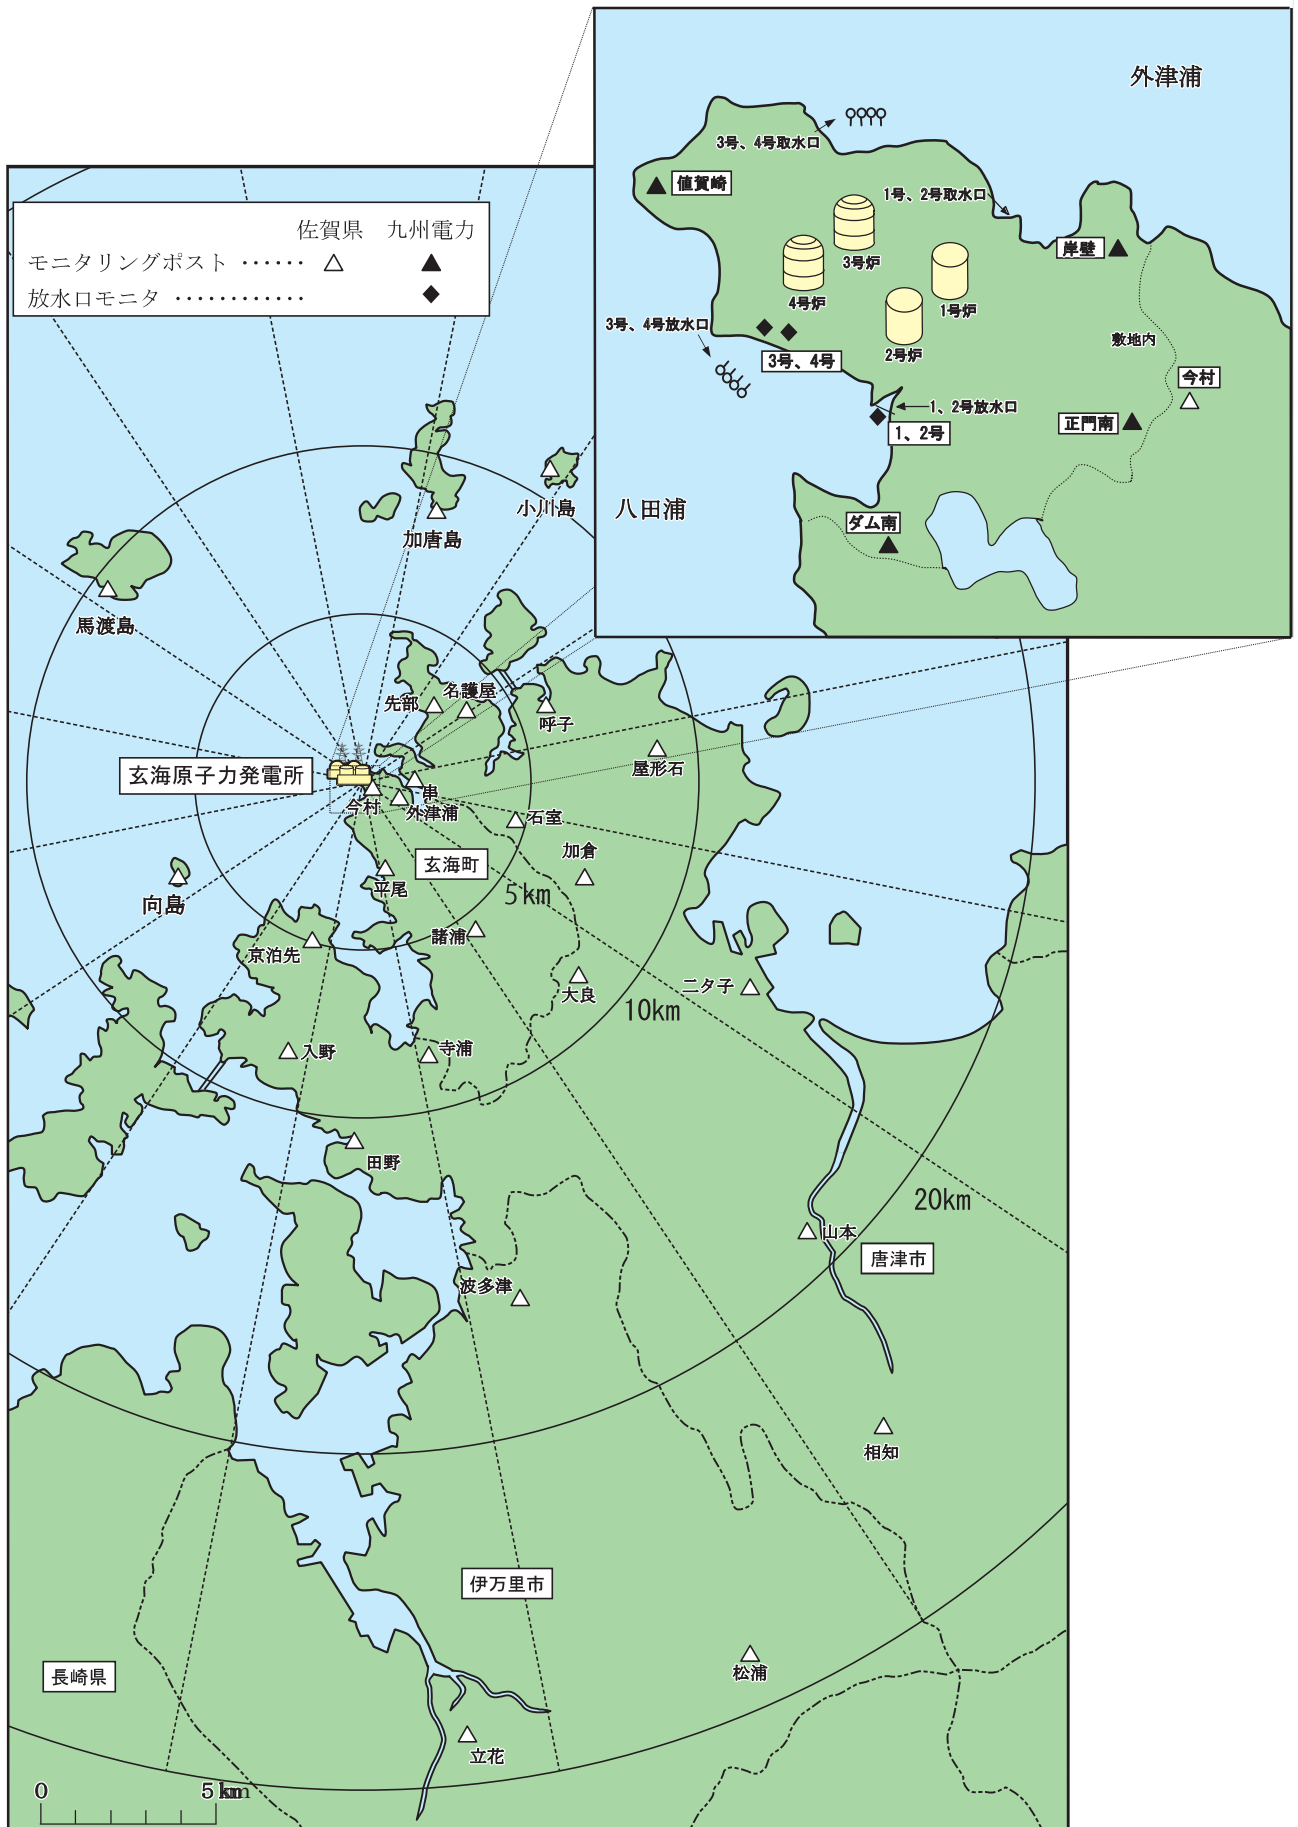 外津浦
3号、4号取水口
値賀崎
1号、2号取水口
岸壁
3号炉
4号炉
1号炉
2号炉
3号、4号放水口
3号、4号
敷地内
今村
1、2号放水口
1、2号
正門南
八田浦
ダム南
佐賀県 九州電力
モニタリングポスト ‥‥‥ △ ▲
放水口モニタ ‥‥‥‥‥‥ ◆
小川島
加唐島
馬渡島
先部
名護屋
呼子
屋形石
玄海原子力発電所
串
今村
外津浦
石室
加倉
玄海町
平尾
5km
向島
諸浦
京泊先
大良
二タ子
10km
入野
寺浦
田野
20km
山本
唐津市
波多津
相知
伊万里市
松浦
長崎県
立花
0 5km